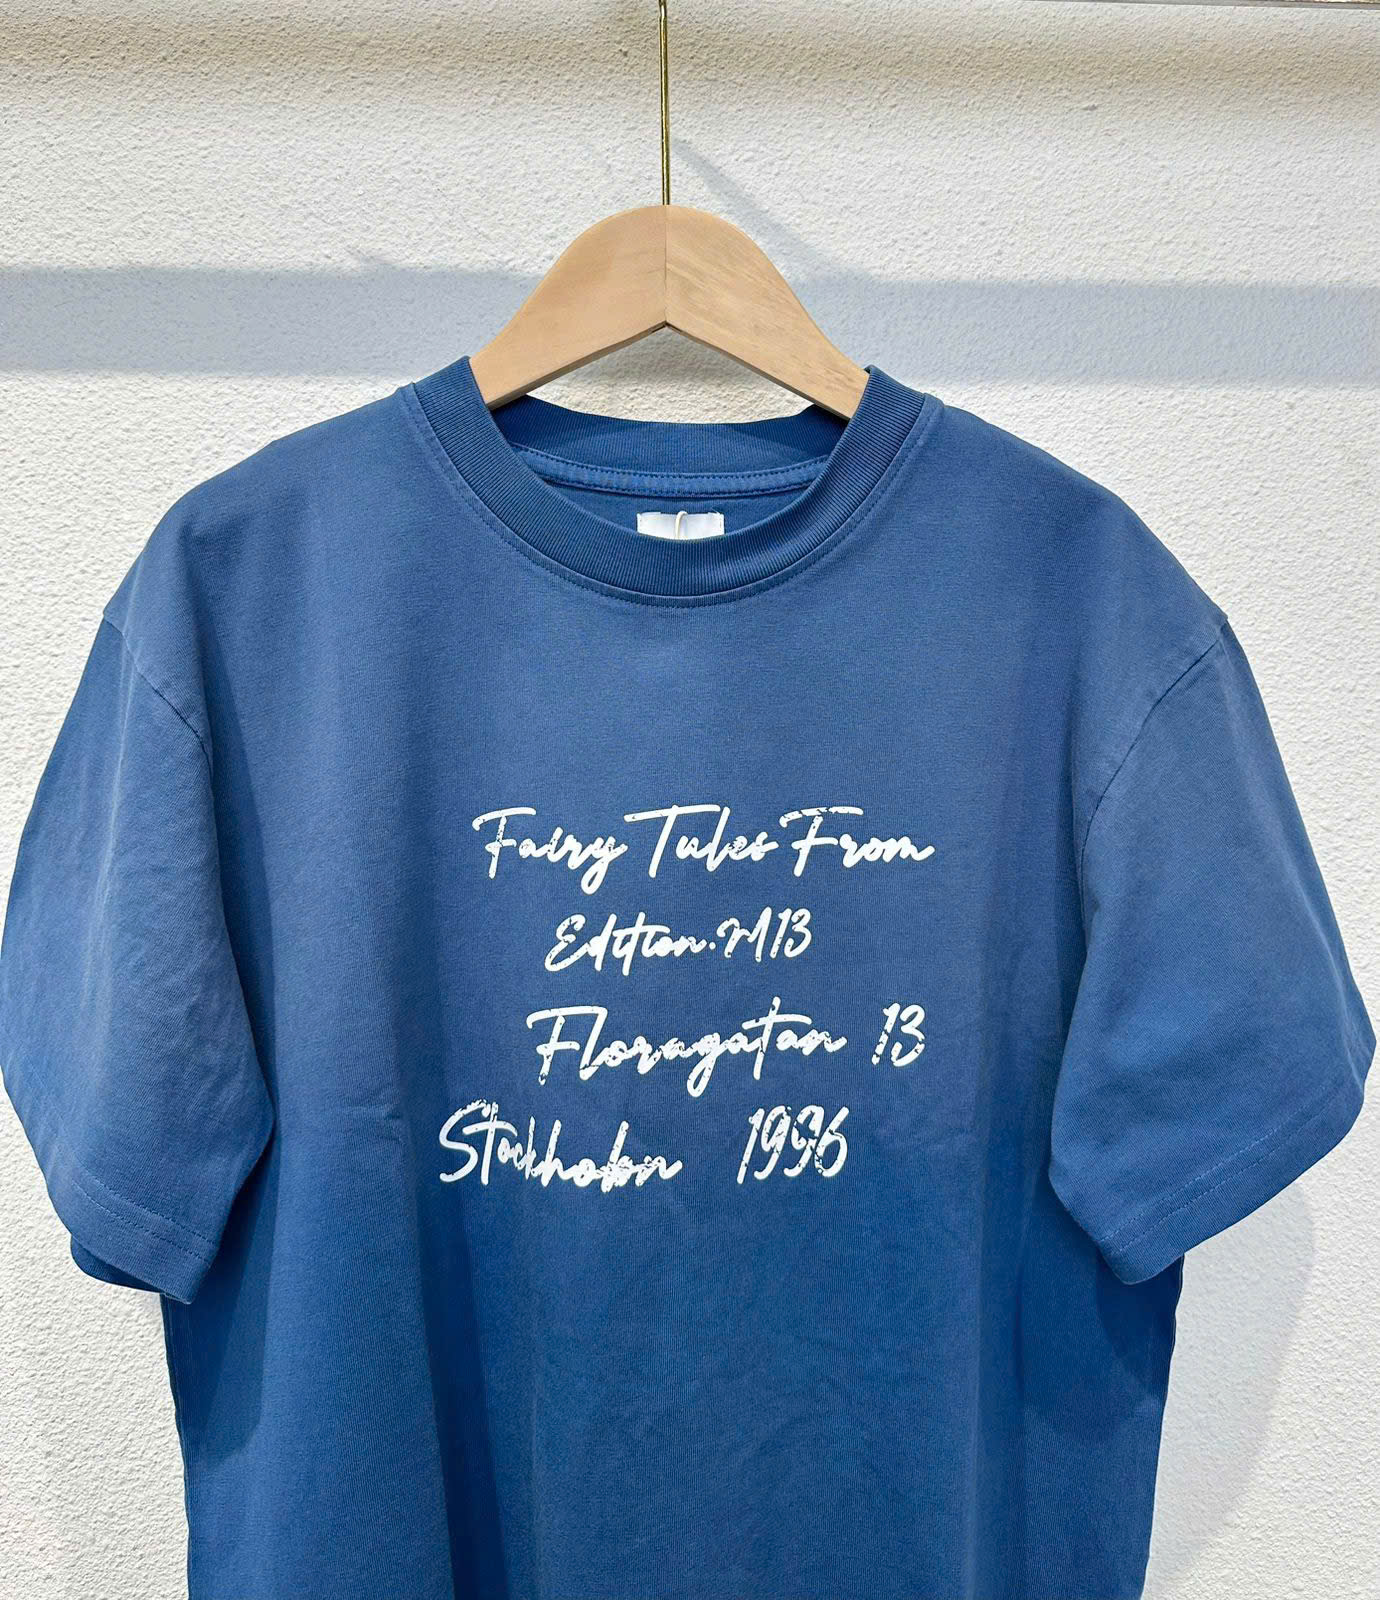 Fairy Tales From
Edition.M13
Floragatan 13
Stockholm 1996